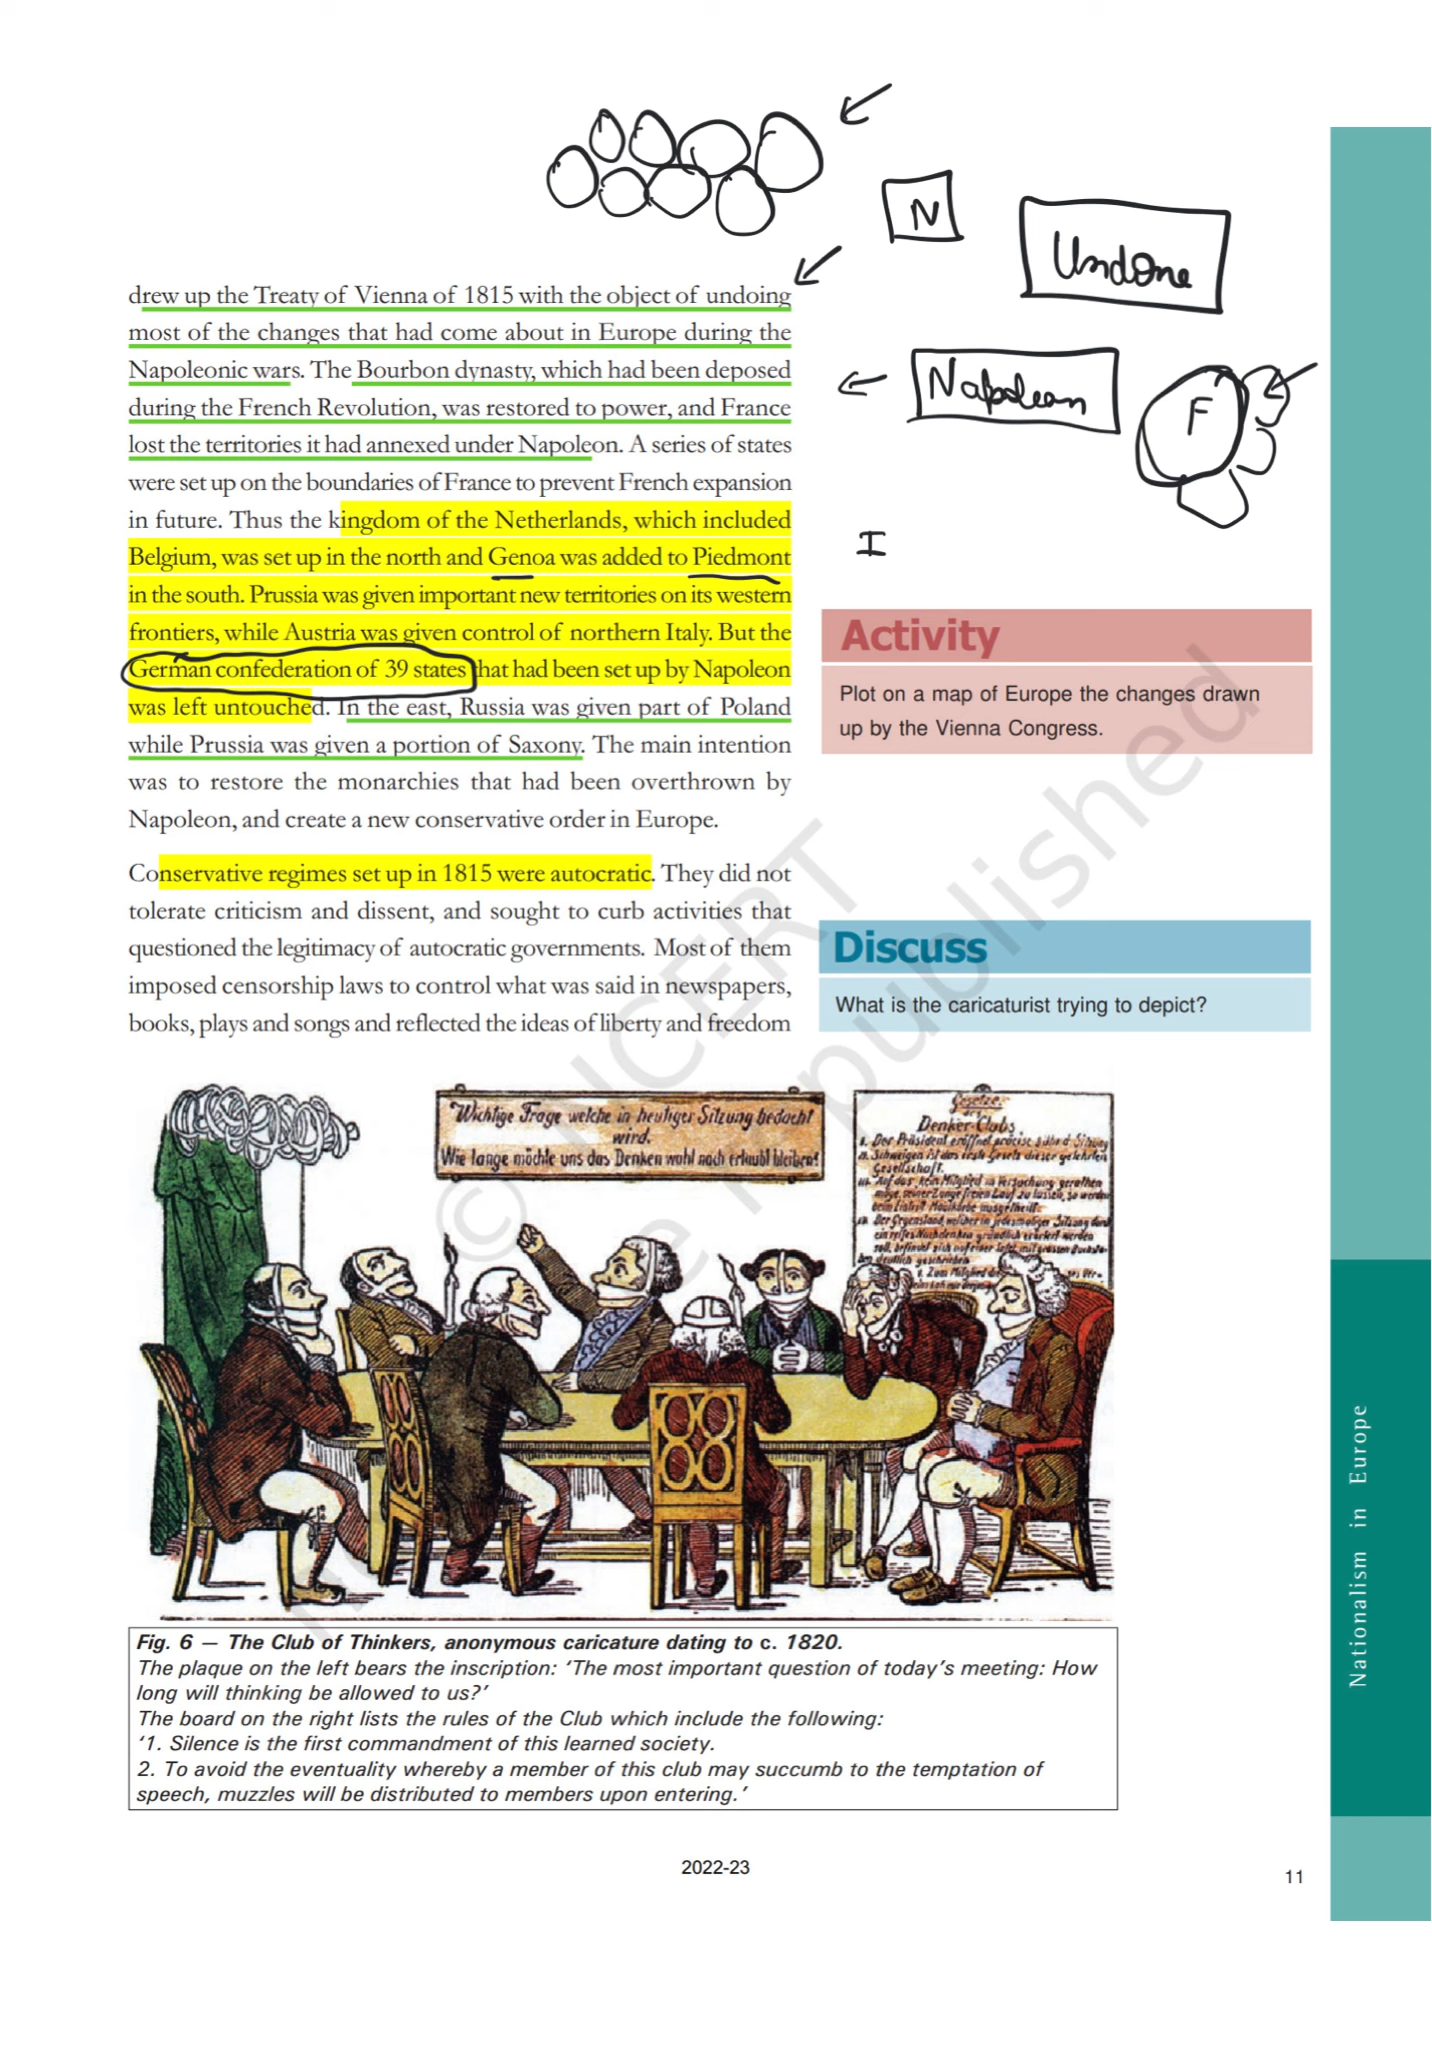 N
Undone
drew up the Treaty of Vienna of 1815 with the object of undoing
most of the changes that had come about in Europe during the
Napoleonic wars. The Bourbon dynasty, which had been deposed
during the French Revolution, was restored to power, and France
lost the territories it had annexed under Napoleon. A series of states
were set up on the boundaries of France to prevent French expansion
in future. Thus the kingdom of the Netherlands, which included
Belgium, was set up in the north and Genoa was added to Piedmont
in the south. Prussia was given important new territories on its western
frontiers, while Austria was given control of northern Italy. But the
German confederation of 39 states that had been set up by Napoleon
was left untouched. In the east, Russia was given part of Poland
while Prussia was given a portion of Saxony. The main intention
was to restore the monarchies that had been overthrown by
Napoleon, and create a new conservative order in Europe.
Conservative regimes set up in 1815 were autocratic. They did not
tolerate criticism and dissent, and sought to curb activities that
questioned the legitimacy of autocratic governments. Most of them
imposed censorship laws to control what was said in newspapers,
books, plays and songs and reflected the ideas of liberty and freedom
Napolean
F
I
Activity
Plot on a map of Europe the changes drawn
up by the Vienna Congress.
Discuss
What is the caricaturist trying to depict?
© NCERT
published
Wichtige Frage welche in heutiger Sitzung bedacht
wird.
Wie lange möchte uns das Denken wohl noch erlaubt bleiben?
Gesetze
Denker-Clubs
Fig. 6 — The Club of Thinkers, anonymous caricature dating to c. 1820.
The plaque on the left bears the inscription: ‘The most important question of today’s meeting: How
long will thinking be allowed to us?’
The board on the right lists the rules of the Club which include the following:
‘1. Silence is the first commandment of this learned society.
2. To avoid the eventuality whereby a member of this club may succumb to the temptation of
speech, muzzles will be distributed to members upon entering.’
Nationalism in Europe
2022-23
11